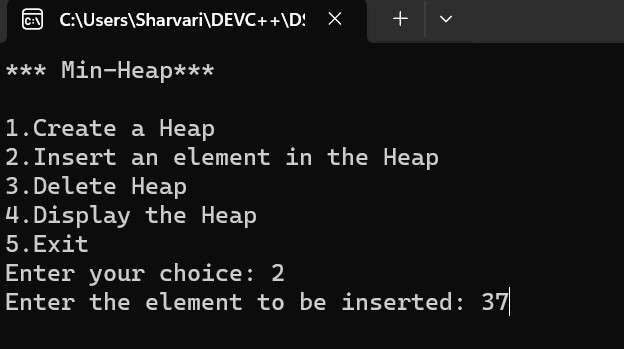 C:\Users\Sharvari\DEVC++\DS
*** Min-Heap***
1.Create a Heap
2.Insert an element in the Heap
3.Delete Heap
4.Display the Heap
5.Exit
Enter your choice: 2
Enter the element to be inserted: 37